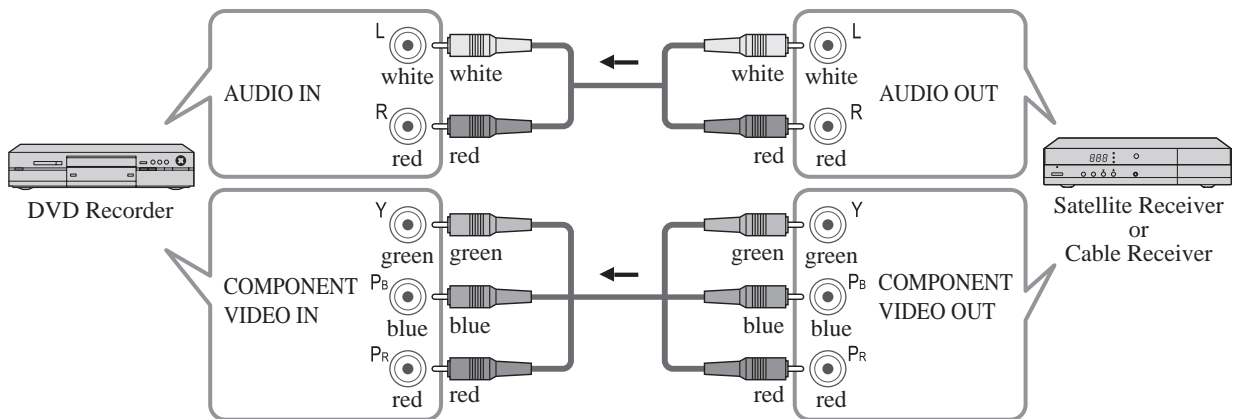 L
white
white
AUDIO IN
R
red
red
L
white
white
AUDIO OUT
R
red
red
DVD Recorder
888
Satellite Receiver
or
Cable Receiver
Y
green
green
COMPONENT
VIDEO IN
PB
blue
blue
PR
red
red
Y
green
green
COMPONENT
VIDEO OUT
PB
blue
blue
PR
red
red